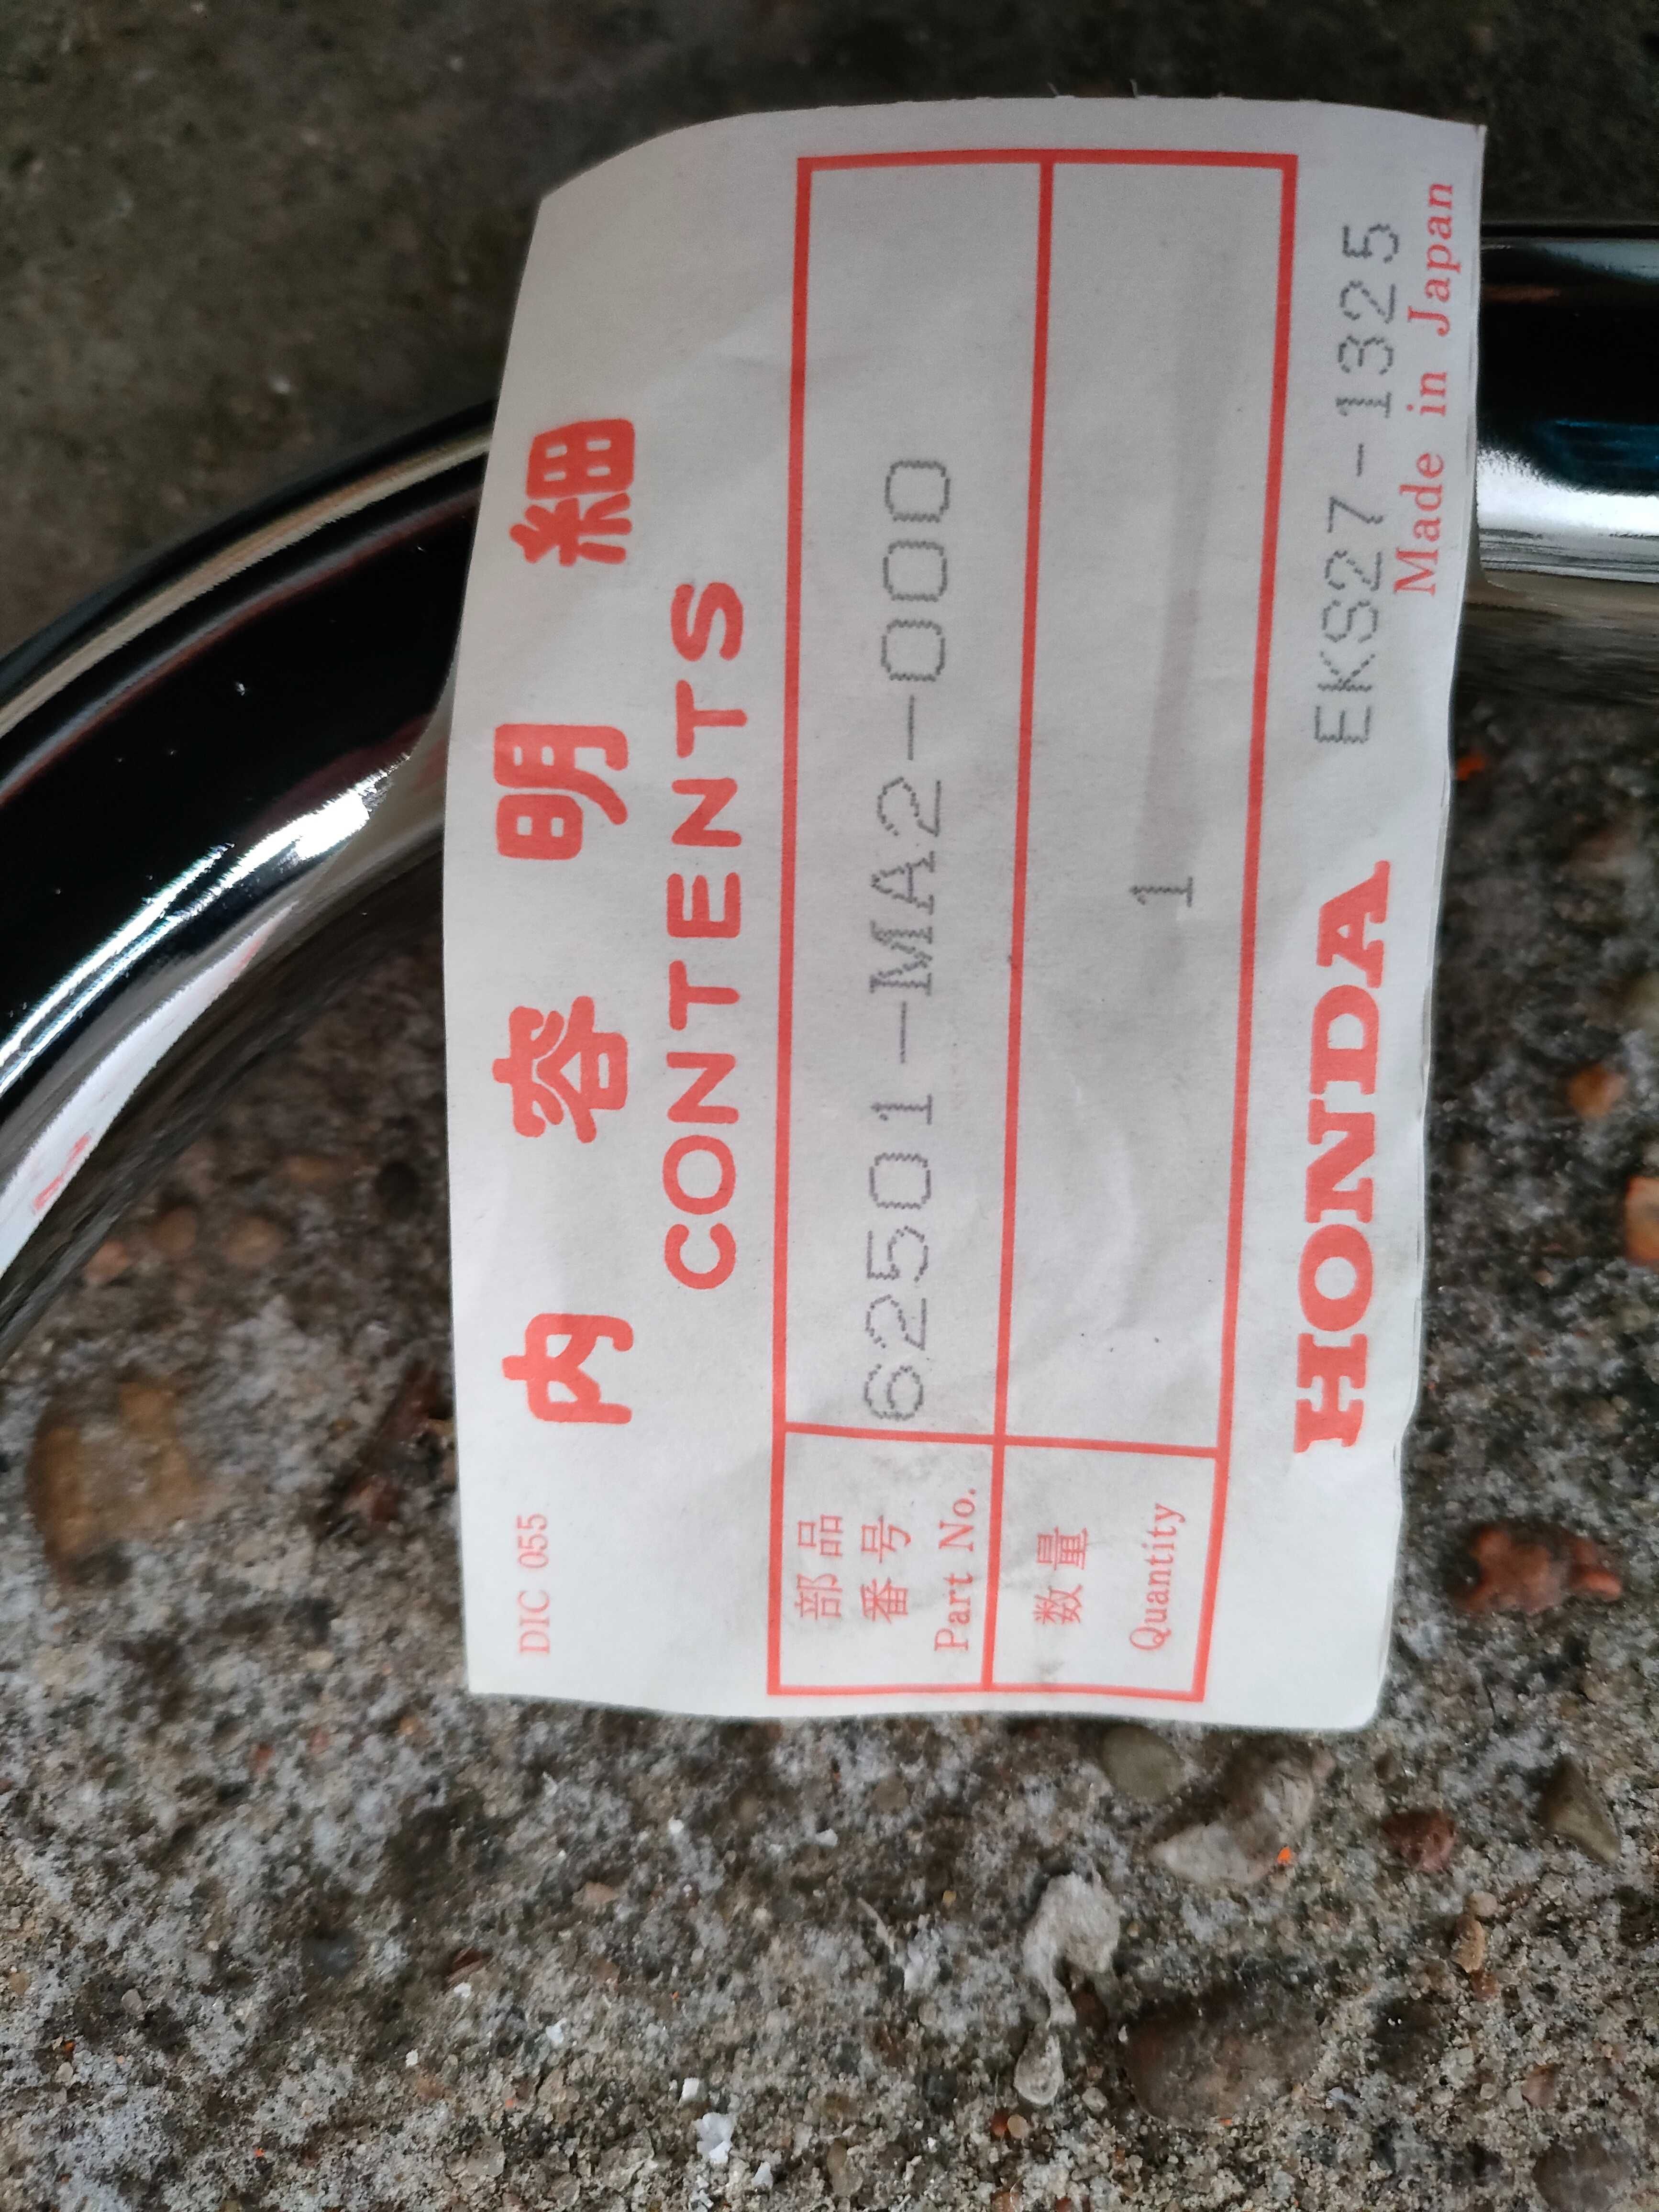 DIC 055
内容明細
CONTENTS
部品
番号
Part No.
62501-MA2-000
数量
Quantity
1
HONDA
EKS27-1325
Made in Japan